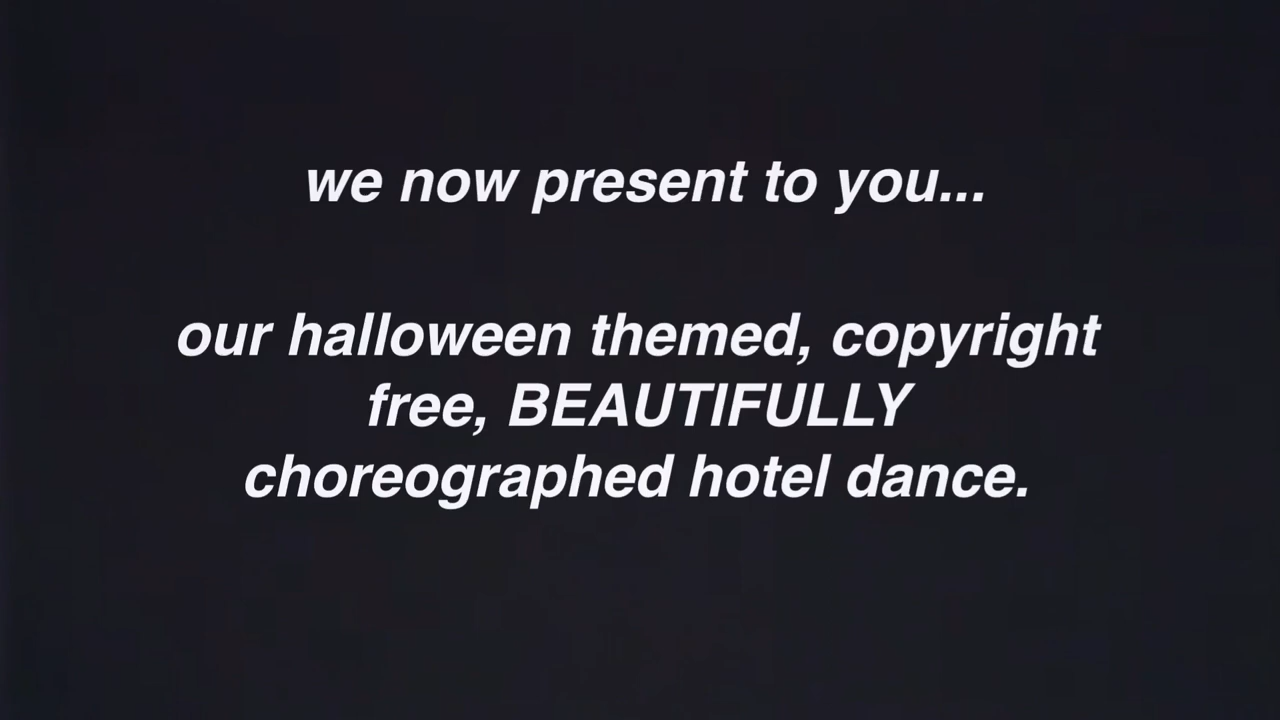 we now present to you...
our halloween themed, copyright
free, BEAUTIFULLY
choreographed hotel dance.